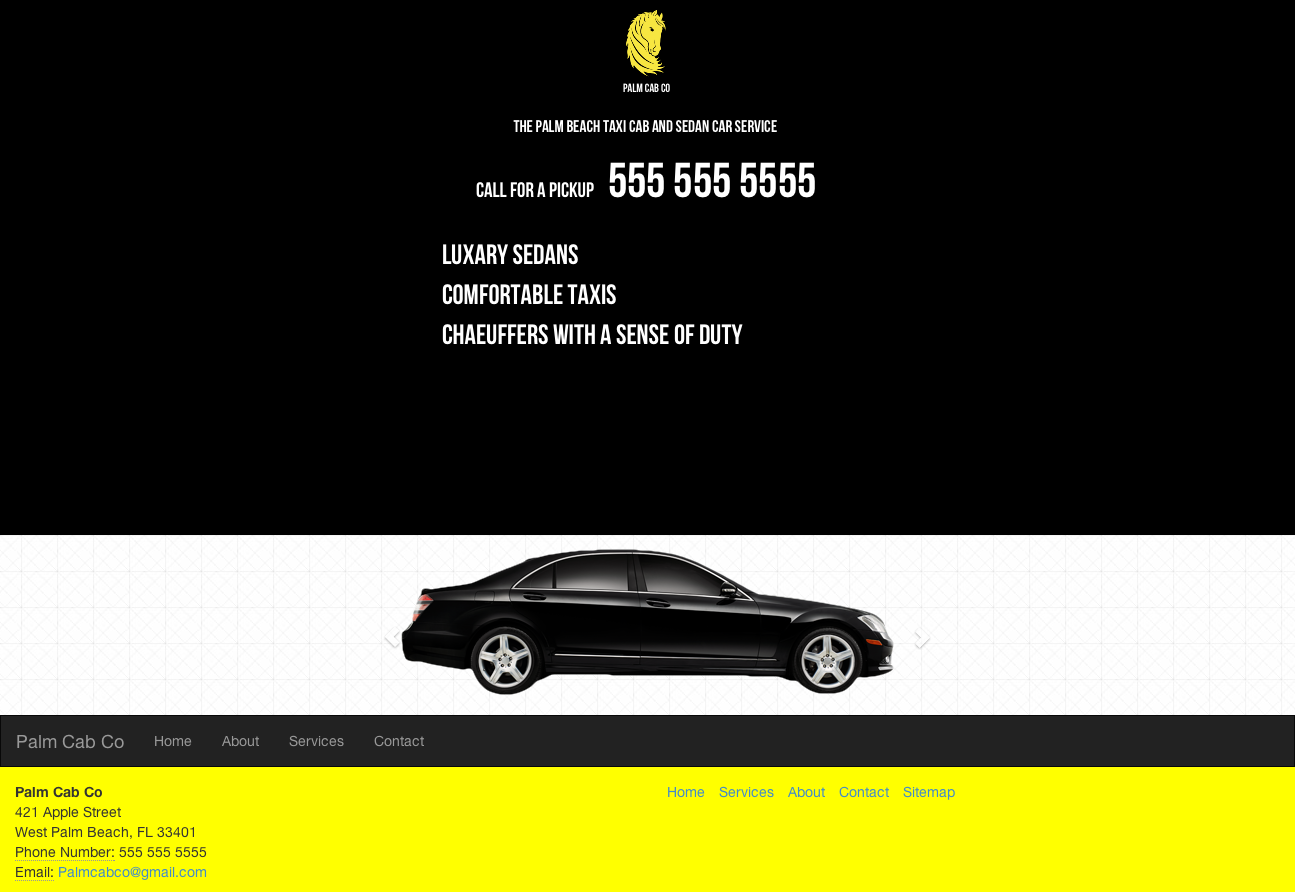 PALM CAB CO
THE PALM BEACH TAXI CAB AND SEDAN CAR SERVICE
CALL FOR A PICKUP 555 555 5555
LUXARY SEDANS
COMFORTABLE TAXIS
CHAEUFFERS WITH A SENSE OF DUTY
Palm Cab Co Home About Services Contact
Palm Cab Co
421 Apple Street
West Palm Beach, FL 33401
Phone Number: 555 555 5555
Email: Palmcabco@gmail.com
Home Services About Contact Sitemap